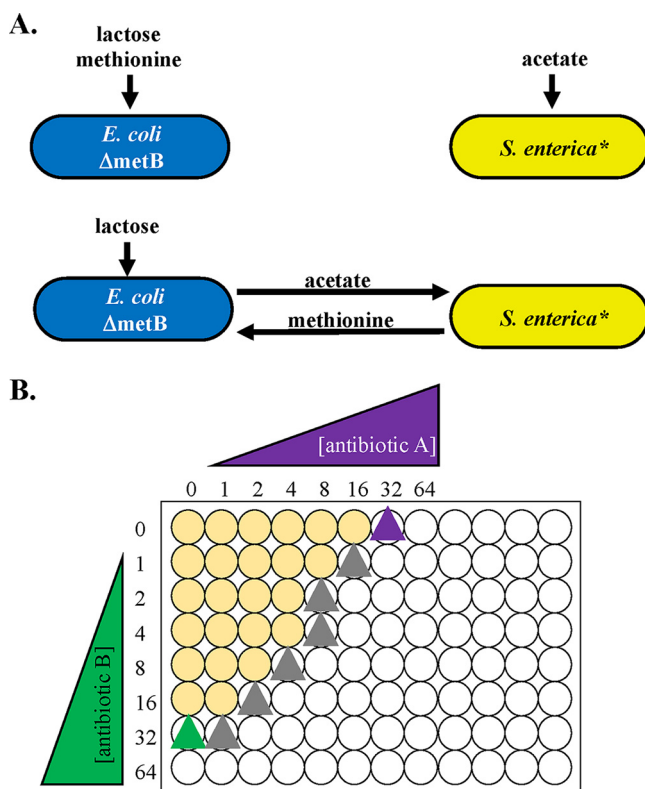 A.
lactose
methionine
acetate
E. coli
ΔmetB
S. enterica*
lactose
E. coli
ΔmetB
acetate
methionine
S. enterica*
B.
[antibiotic A]
0 1 2 4 8 16 32 64
0
1
2
4
8
16
32
64
[antibiotic B]